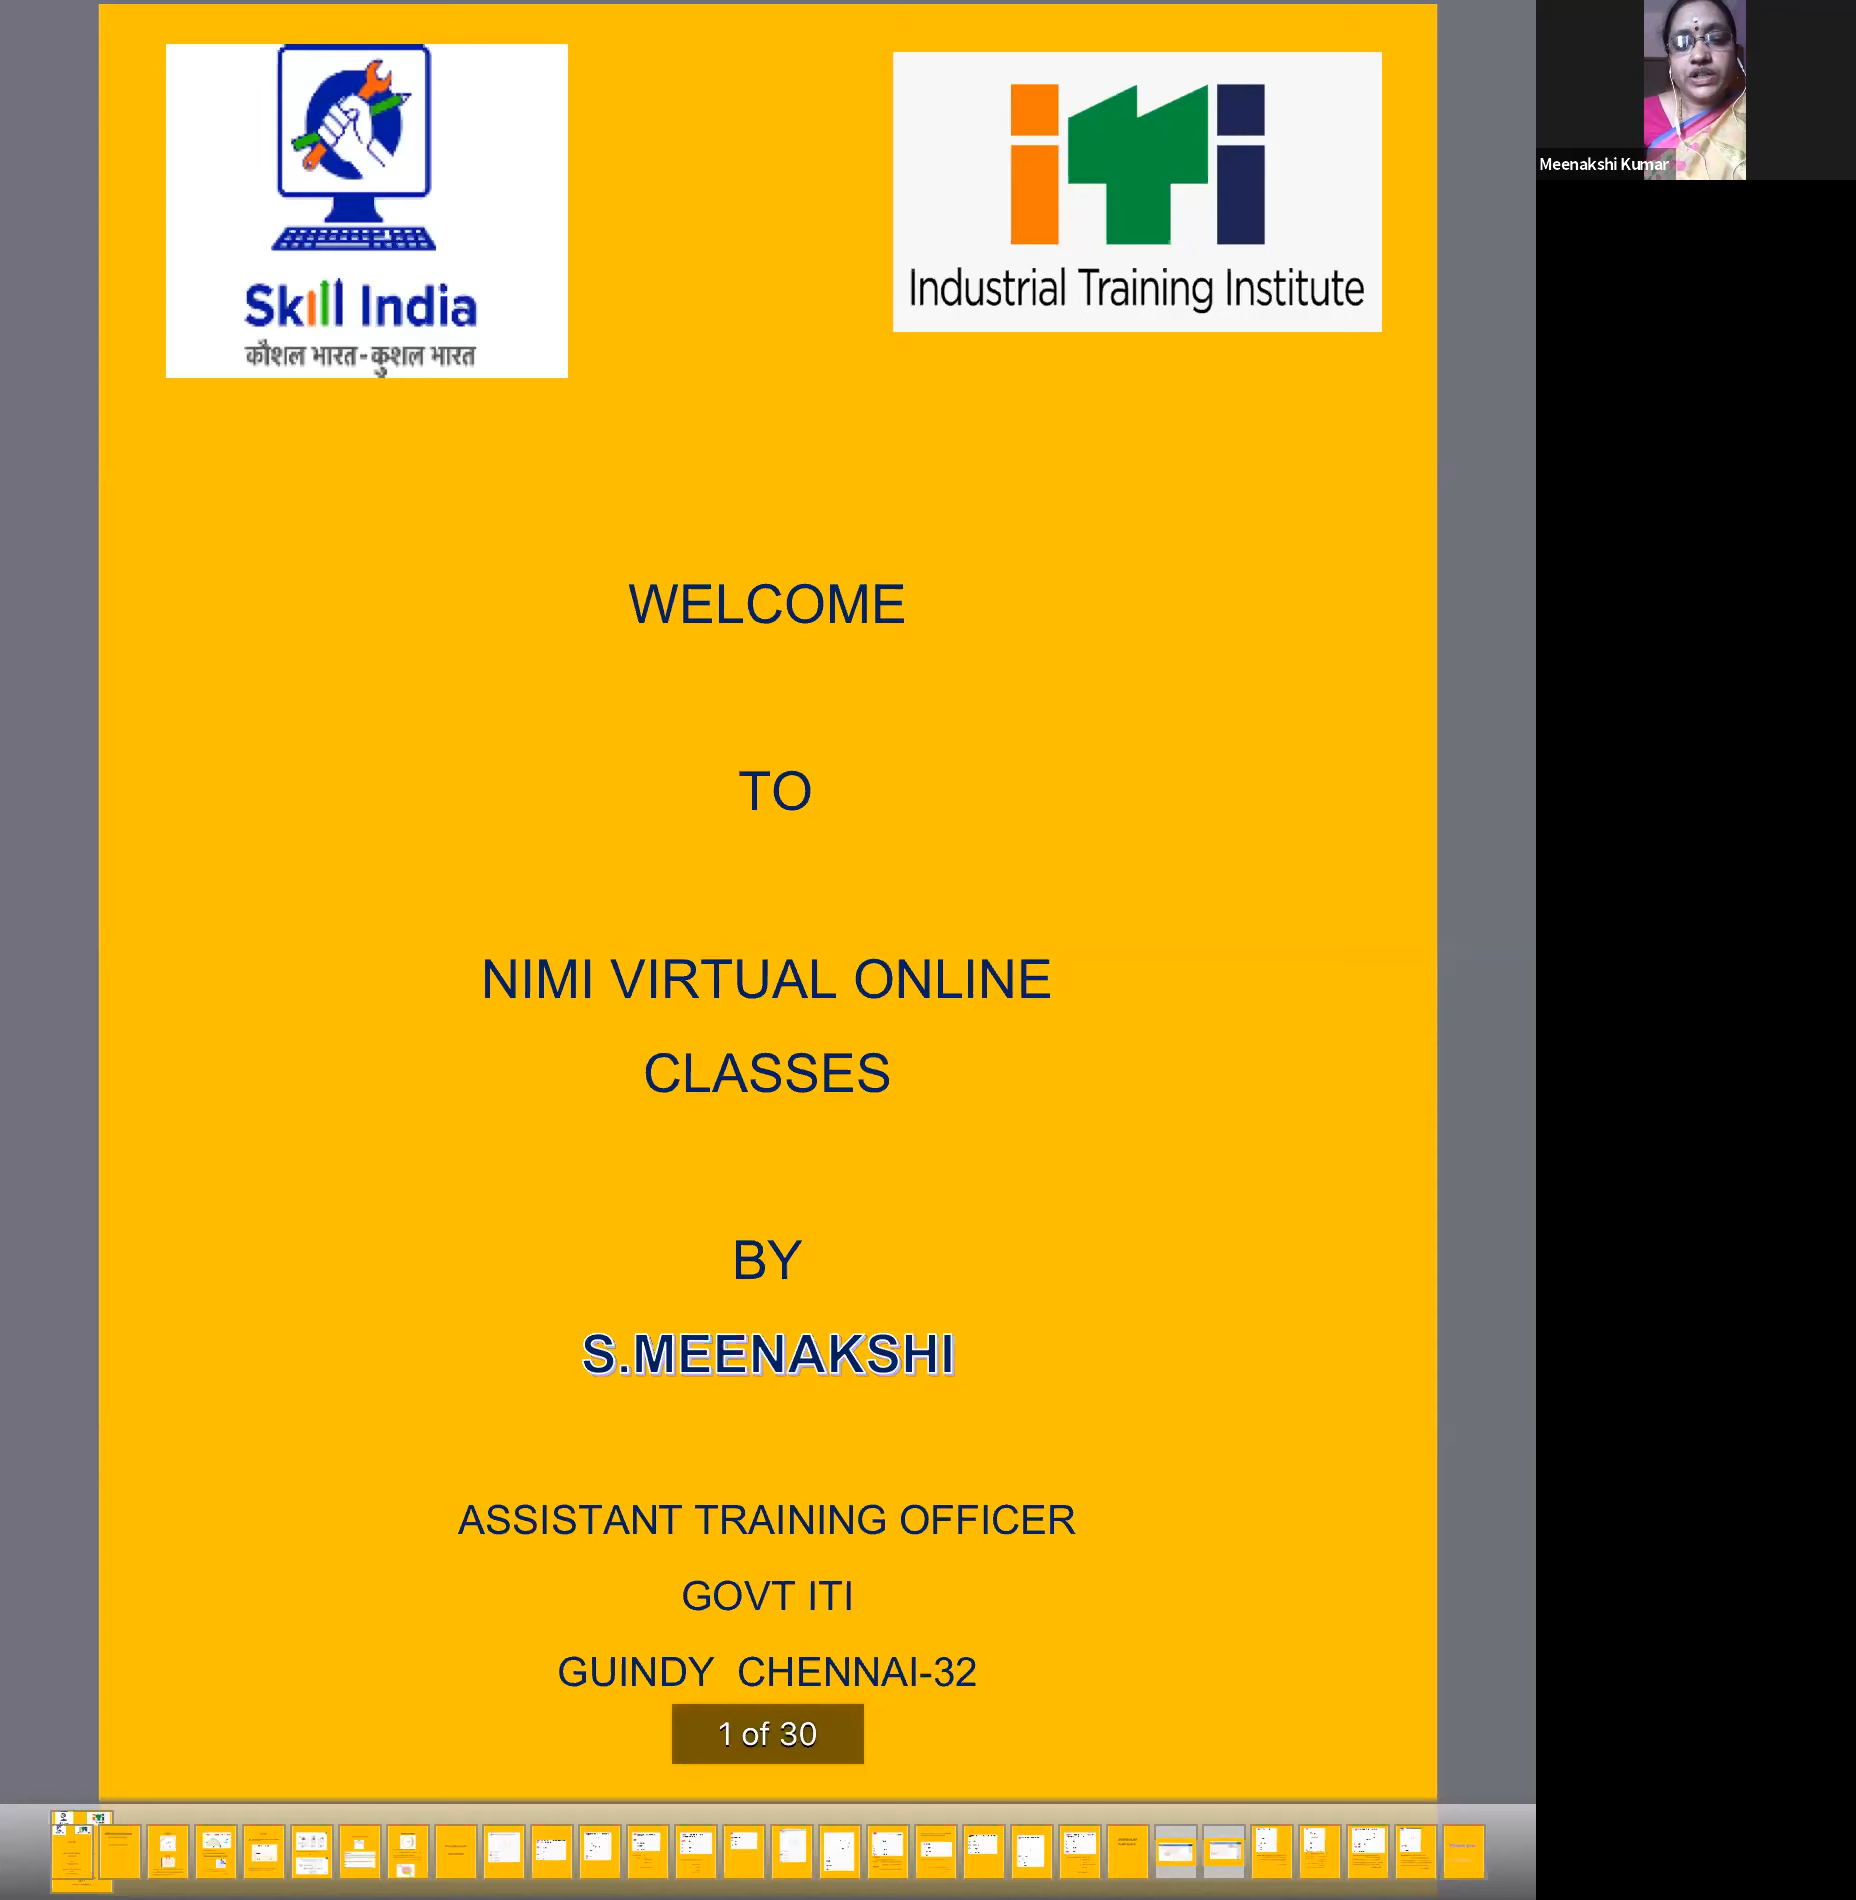 Skill India
कौशल भारत-कुशल भारत
Industrial Training Institute
Meenakshi Kumar
WELCOME
TO
NIMI VIRTUAL ONLINE
CLASSES
BY
S.MEENAKSHI
ASSISTANT TRAINING OFFICER
GOVT ITI
GUINDY CHENNAI-32
1 of 30